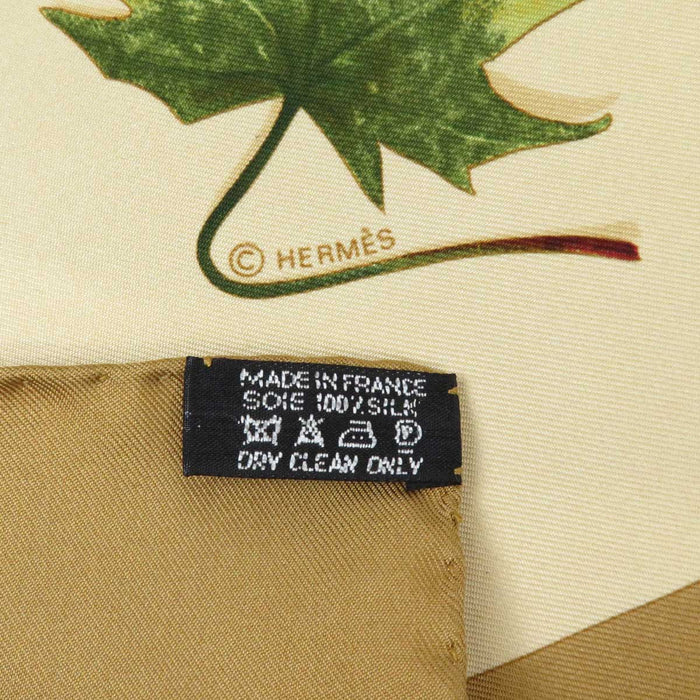 © HERMÈS
MADE IN FRANCE
SOIE 100% SILK
P
DRY CLEAN ONLY